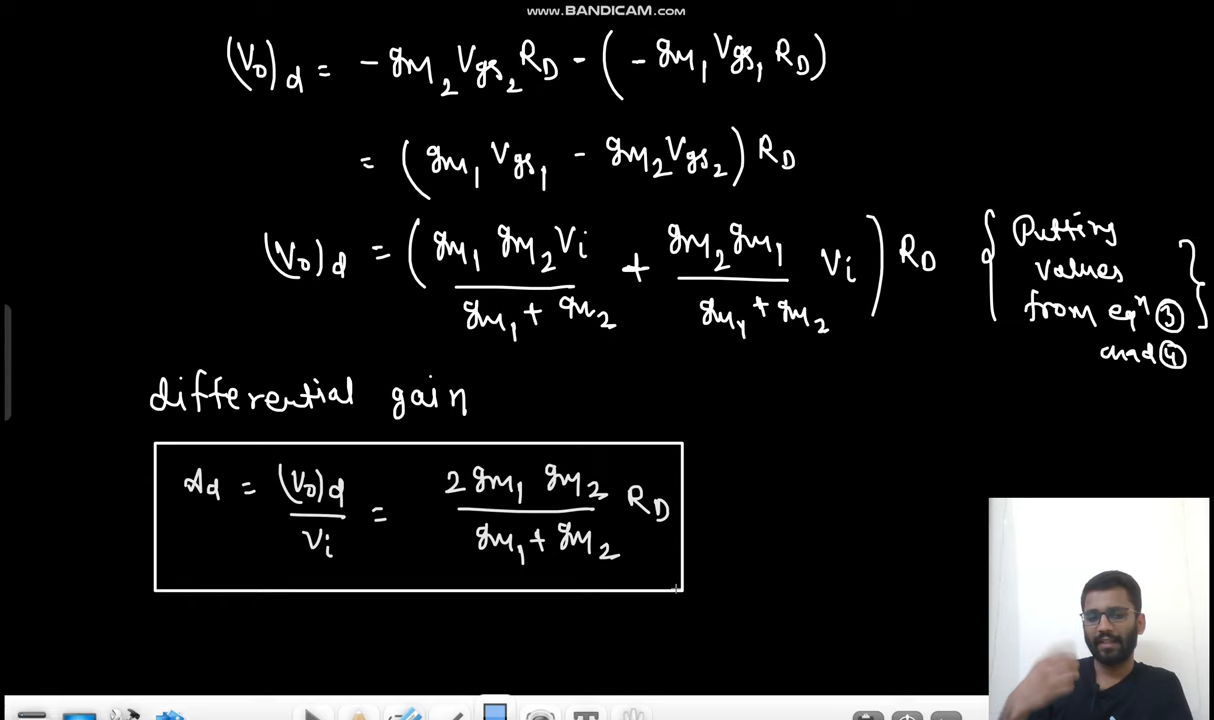 WWW.BANDICAM.COM
(V₀)d = - gm₂ Vgs₂ RD - (- gm₁ Vgs₁ RD)
= (gm₁ Vgs₁ - gm₂ Vgs₂) RD
(V₀)d = (gm₁ gm₂ Vi / gm₁ + gm₂ + gm₂ gm₁ / gm₁ + gm₂ Vi) RD
{ Putting
values
from eqⁿ ③
and ④ }
differential gain
Ad = (V₀)d / Vi = 2 gm₁ gm₂ / gm₁ + gm₂ RD